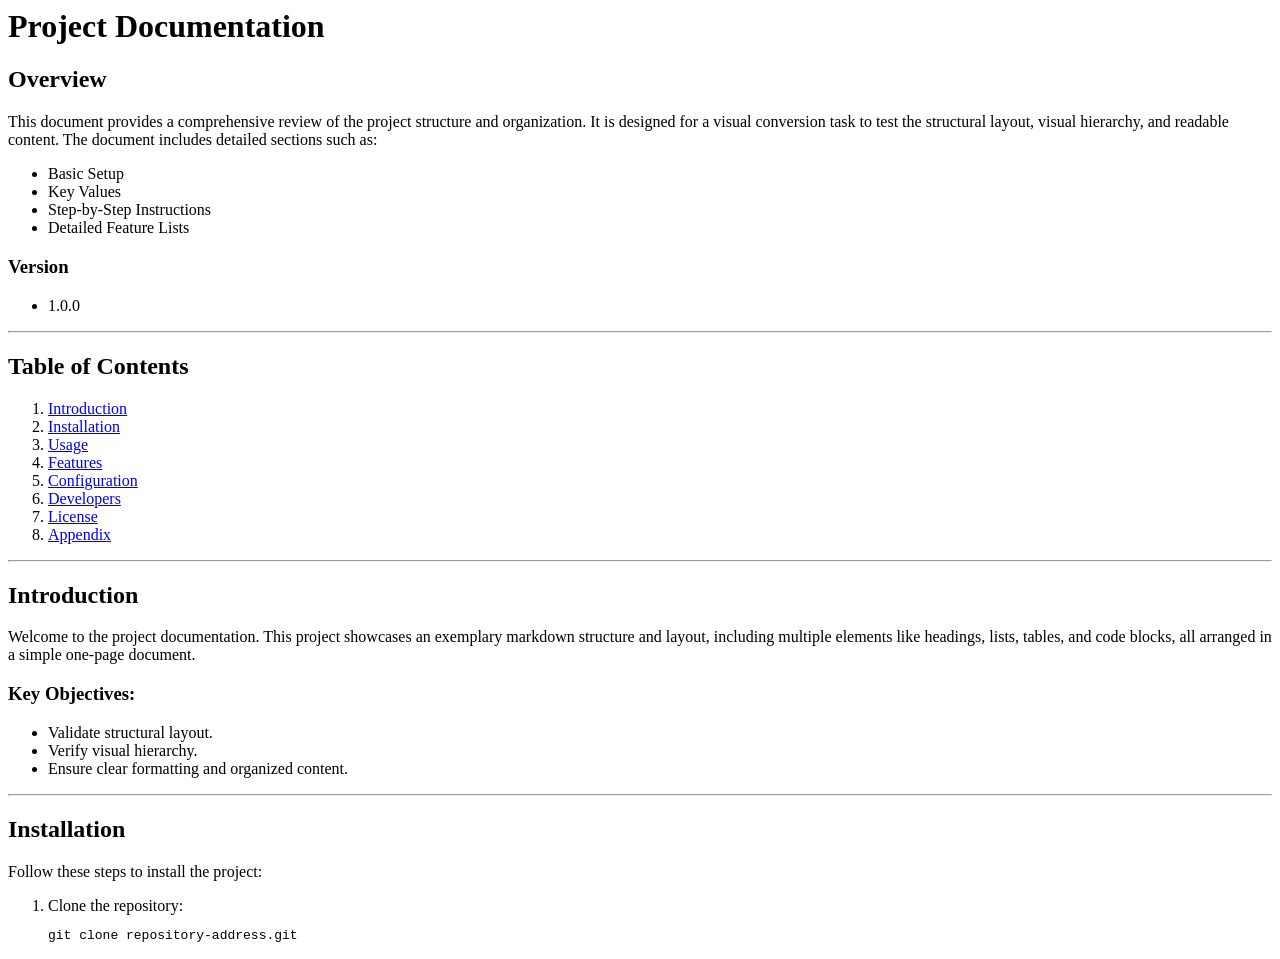 Project Documentation
Overview
This document provides a comprehensive review of the project structure and organization. It is designed for a visual conversion task to test the structural layout, visual hierarchy, and readable
content. The document includes detailed sections such as:
• Basic Setup
• Key Values
• Step-by-Step Instructions
• Detailed Feature Lists
Version
• 1.0.0
Table of Contents
1. Introduction
2. Installation
3. Usage
4. Features
5. Configuration
6. Developers
7. License
8. Appendix
Introduction
Welcome to the project documentation. This project showcases an exemplary markdown structure and layout, including multiple elements like headings, lists, tables, and code blocks, all arranged in
a simple one-page document.
Key Objectives:
• Validate structural layout.
• Verify visual hierarchy.
• Ensure clear formatting and organized content.
Installation
Follow these steps to install the project:
1. Clone the repository:
git clone repository-address.git